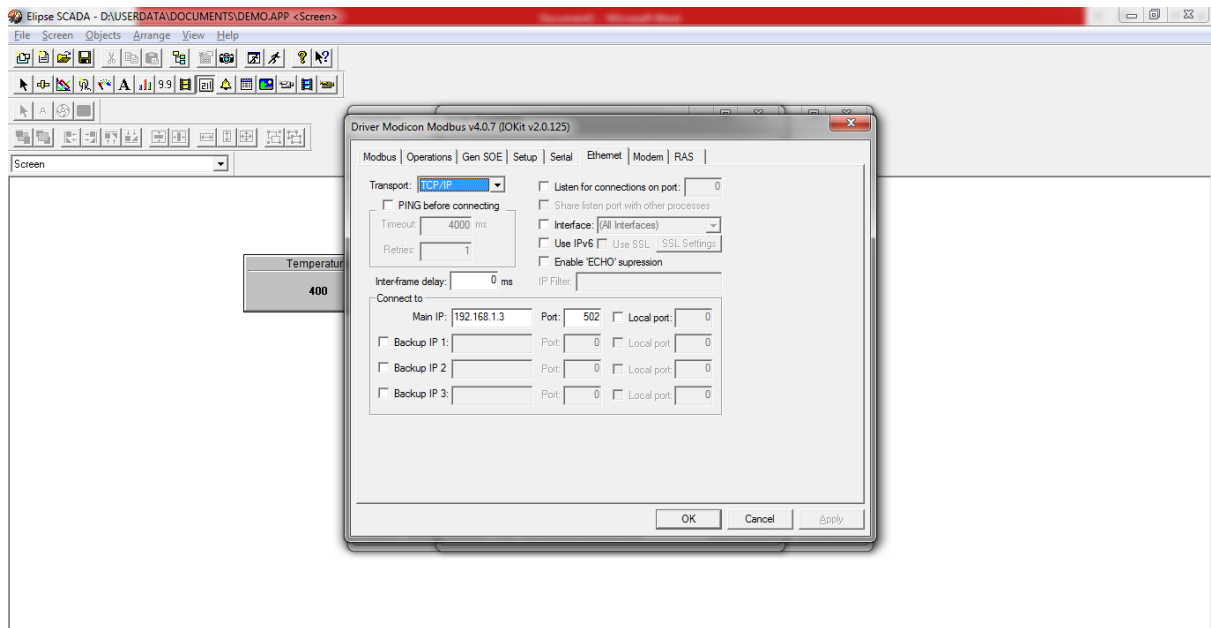 Elipse SCADA - D:\USERDATA\DOCUMENTS\DEMO.APP <Screen>
File Screen Objects Arrange View Help
A 9.9
A
Screen
Temperatur
400
Driver Modicon Modbus v4.0.7 (IOKit v2.0.125)
Modbus Operations Gen SOE Setup Serial Ethernet Modem RAS
Transport: TCP/IP
Listen for connections on port: 0
PING before connecting
Share listen port with other processes
Timeout: 4000 ms
Interface: (All Interfaces)
Retries: 1
Use IPv6 Use SSL SSL Settings
Enable 'ECHO' supression
Inter-frame delay: 0 ms
IP Filter:
Connect to
Main IP: 192.168.1.3 Port: 502 Local port: 0
Backup IP 1: Port: 0 Local port 0
Backup IP 2 Port: 0 Local port: 0
Backup IP 3: Port: 0 Local port: 0
OK Cancel Apply